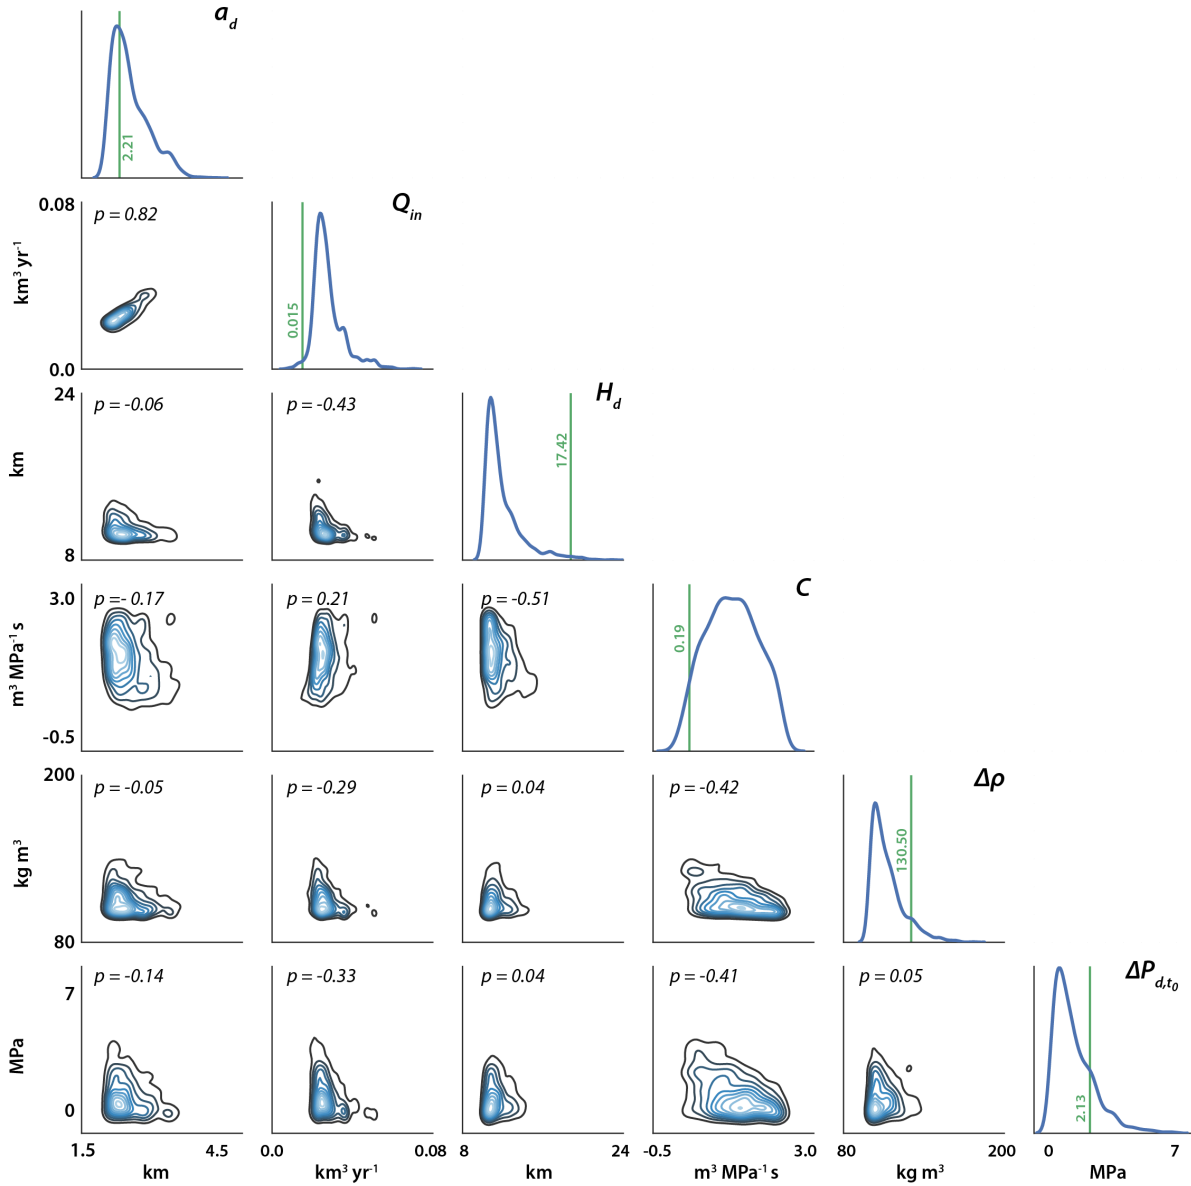 a_d
2.21
0.08
p = 0.82
Q_in
km³ yr⁻¹
0.015
0.0
24
p = -0.06
p = -0.43
H_d
km
17.42
8
3.0
p =- 0.17
p = 0.21
p = -0.51
C
m³ MPa⁻¹ s
0.19
-0.5
200
p = -0.05
p = -0.29
p = 0.04
p = -0.42
Δρ
kg m³
130.50
80
7
p = -0.14
p = -0.33
p = 0.04
p = -0.41
p = 0.05
ΔP_d,t₀
MPa
2.13
0
1.5 4.5 0.0 0.08 8 24 -0.5 3.0 80 200 0 7
km km³ yr⁻¹ km m³ MPa⁻¹ s kg m³ MPa